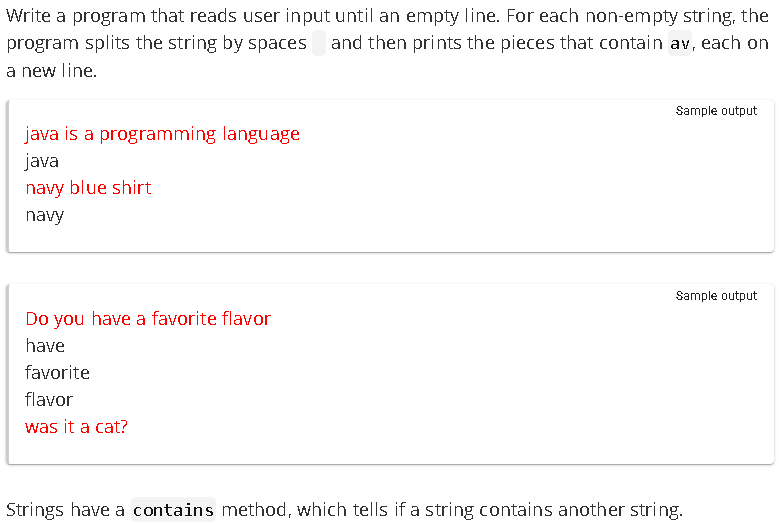 Write a program that reads user input until an empty line. For each non-empty string, the
program splits the string by spaces and then prints the pieces that contain av, each on
a new line.
Sample output
java is a programming language
java
navy blue shirt
navy
Sample output
Do you have a favorite flavor
have
favorite
flavor
was it a cat?
Strings have a contains method, which tells if a string contains another string.